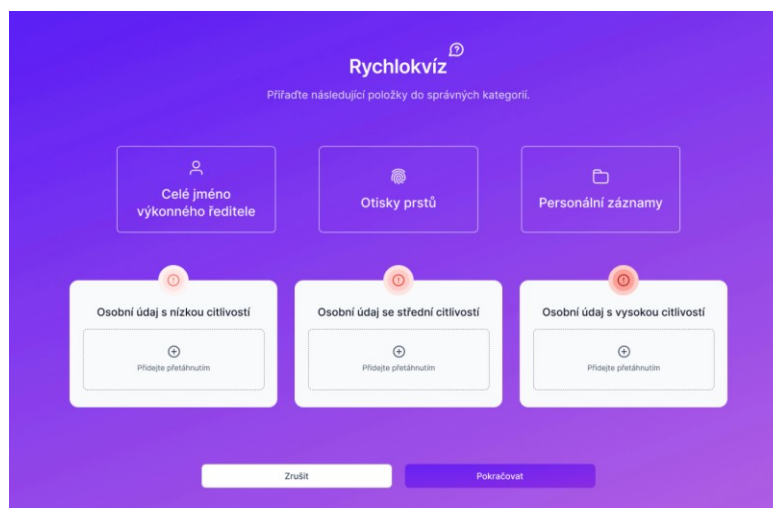 Rychlokvíz
Přiřaďte následující položky do správných kategorií.
Celé jméno
výkonného ředitele
Otisky prstů
Personální záznamy
Osobní údaj s nízkou citlivostí
Osobní údaj se střední citlivostí
Osobní údaj s vysokou citlivostí
Přidejte přetáhnutím
Přidejte přetáhnutím
Přidejte přetáhnutím
Zrušit
Pokračovat